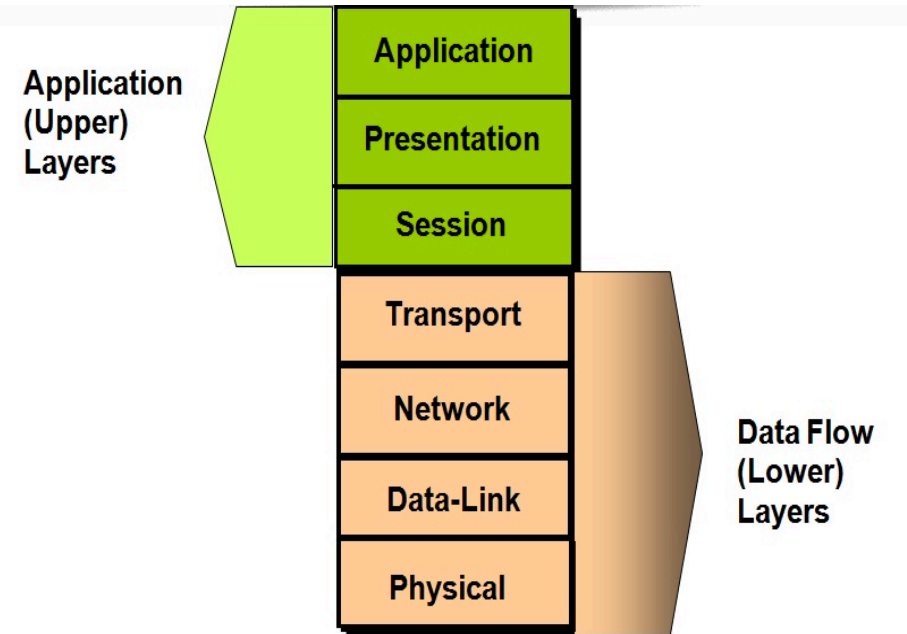 Application
(Upper)
Layers
Application
Presentation
Session
Transport
Network
Data-Link
Physical
Data Flow
(Lower)
Layers